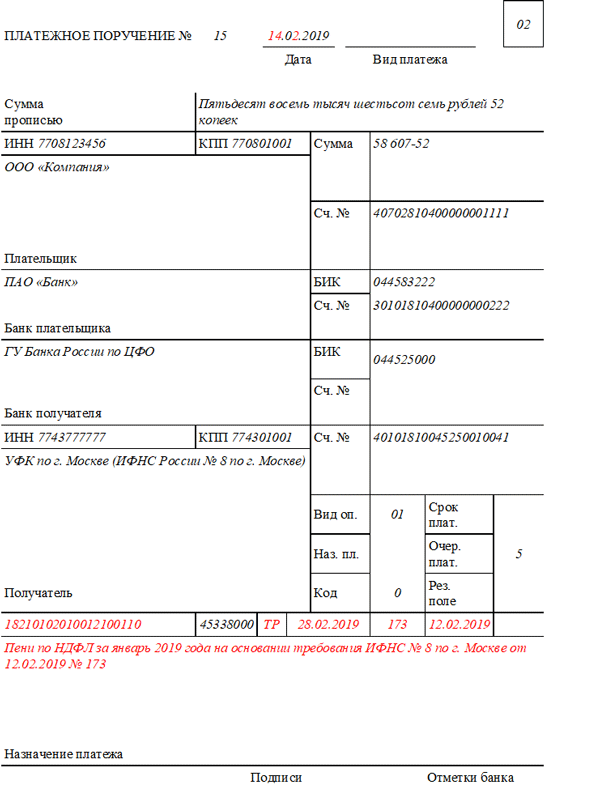 02
ПЛАТЕЖНОЕ ПОРУЧЕНИЕ № 15 14.02.2019
Дата Вид платежа
Сумма прописью Пятьдесят восемь тысяч шестьсот семь рублей 52 копеек
ИНН 7708123456 КПП 770801001 Сумма 58 607-52
ООО «Компания»
Сч. № 40702810400000001111
Плательщик
ПАО «Банк» БИК 044583222
Сч. № 30101810400000000222
Банк плательщика
ГУ Банка России по ЦФО БИК 044525000
Сч. №
Банк получателя
ИНН 7743777777 КПП 774301001 Сч. № 40101810045250010041
УФК по г. Москве (ИФНС России № 8 по г. Москве)
Вид оп. 01 Срок плат.
Наз. пл. Очер. плат. 5
Получатель Код 0 Рез. поле
18210102010012100110 45338000 ТР 28.02.2019 173 12.02.2019
Пени по НДФЛ за январь 2019 года на основании требования ИФНС № 8 по г. Москве от
12.02.2019 № 173
Назначение платежа
Подписи Отметки банка